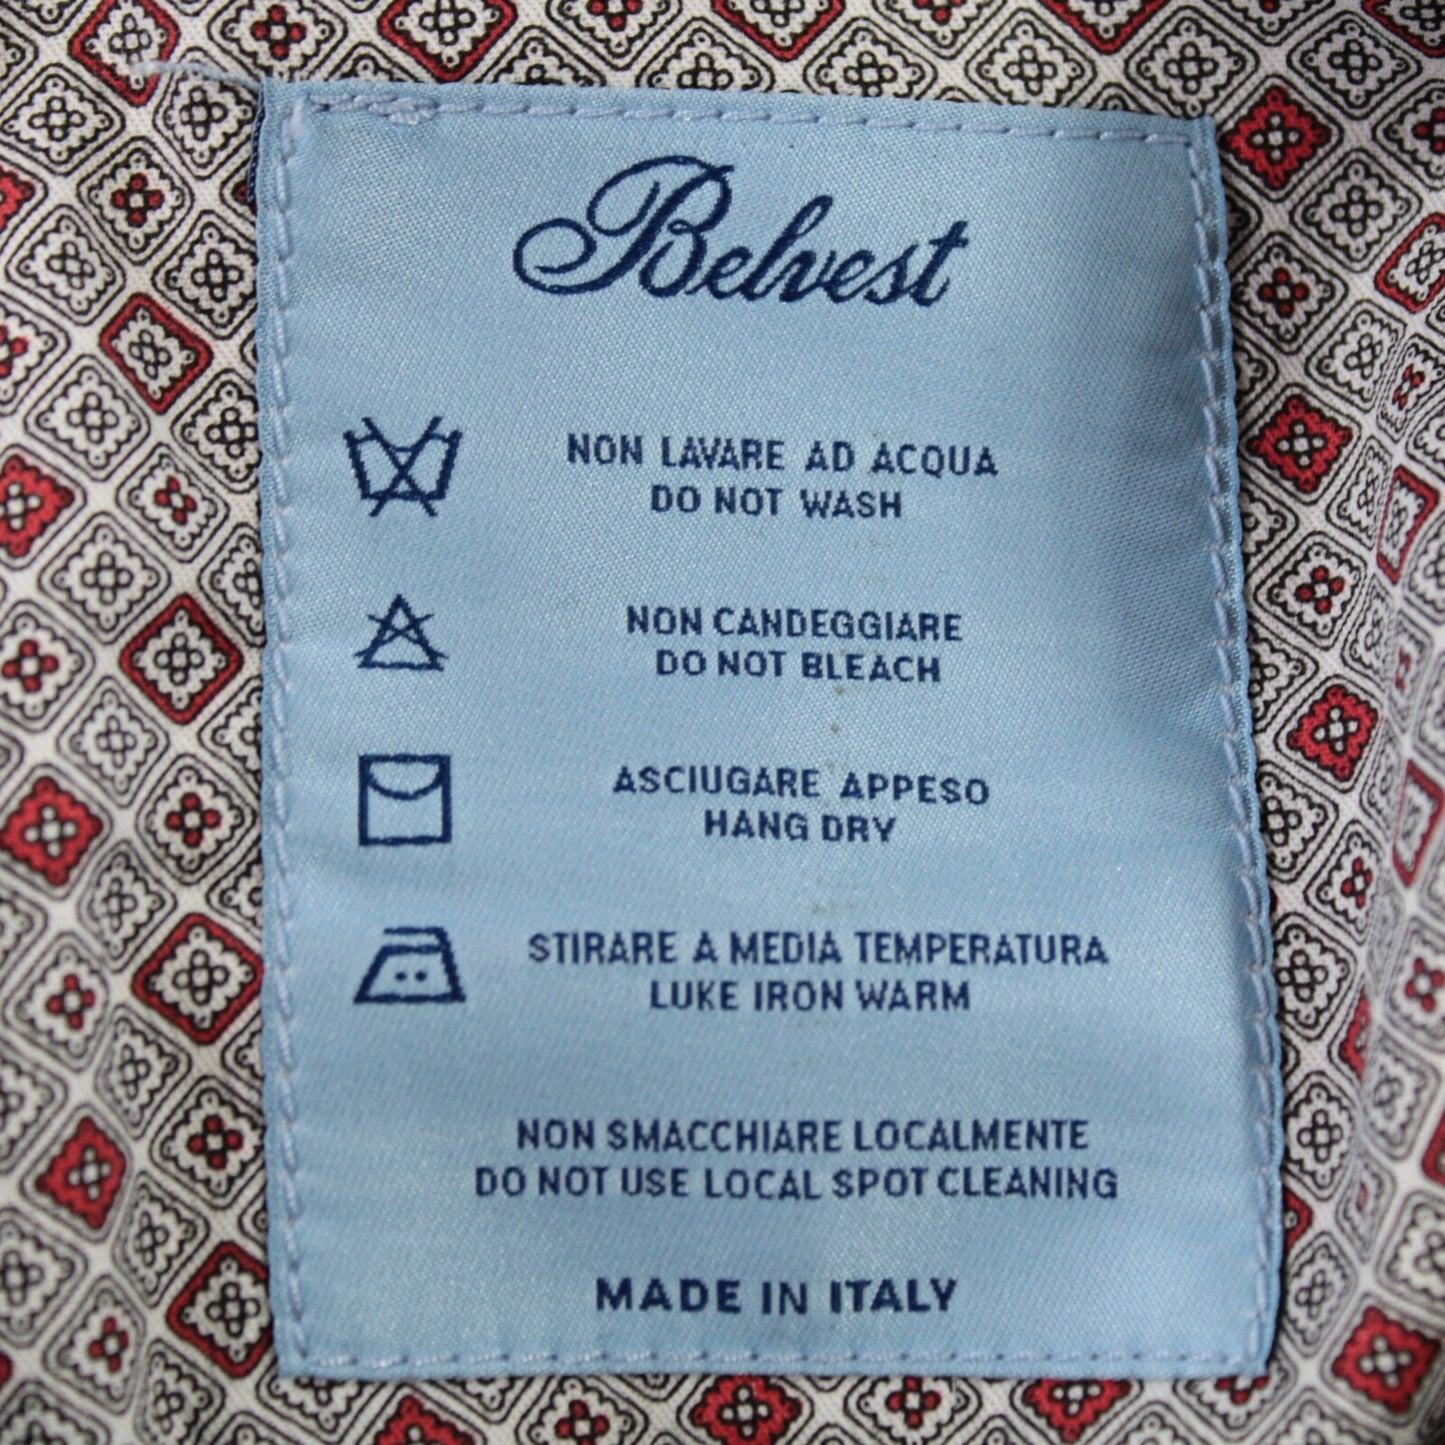 Belvest
NON LAVARE AD ACQUA
DO NOT WASH
NON CANDEGGIARE
DO NOT BLEACH
ASCIUGARE APPESO
HANG DRY
STIRARE A MEDIA TEMPERATURA
LUKE IRON WARM
NON SMACCHIARE LOCALMENTE
DO NOT USE LOCAL SPOT CLEANING
MADE IN ITALY